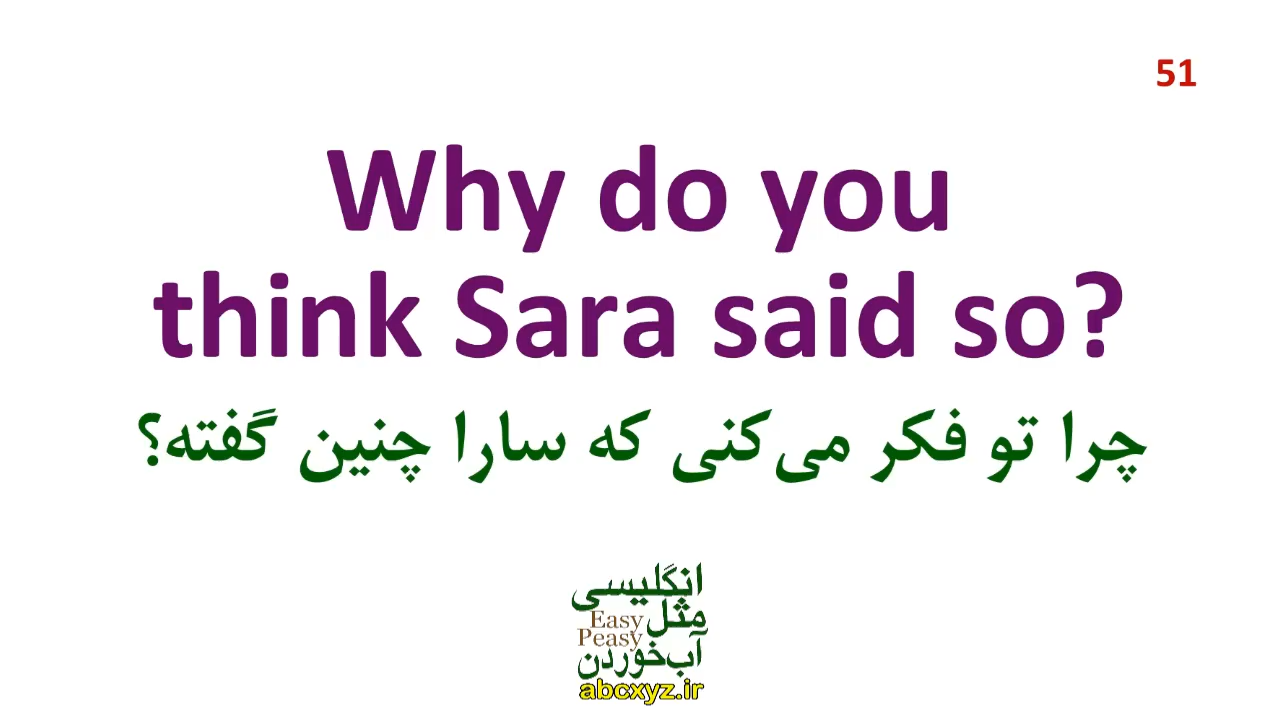 51
Why do you
think Sara said so?
چرا تو فکر می‌کنی که سارا چنین گفته؟
انگلیسی
مثل
Easy
Peasy
آب‌خوردن
abcxyz.ir